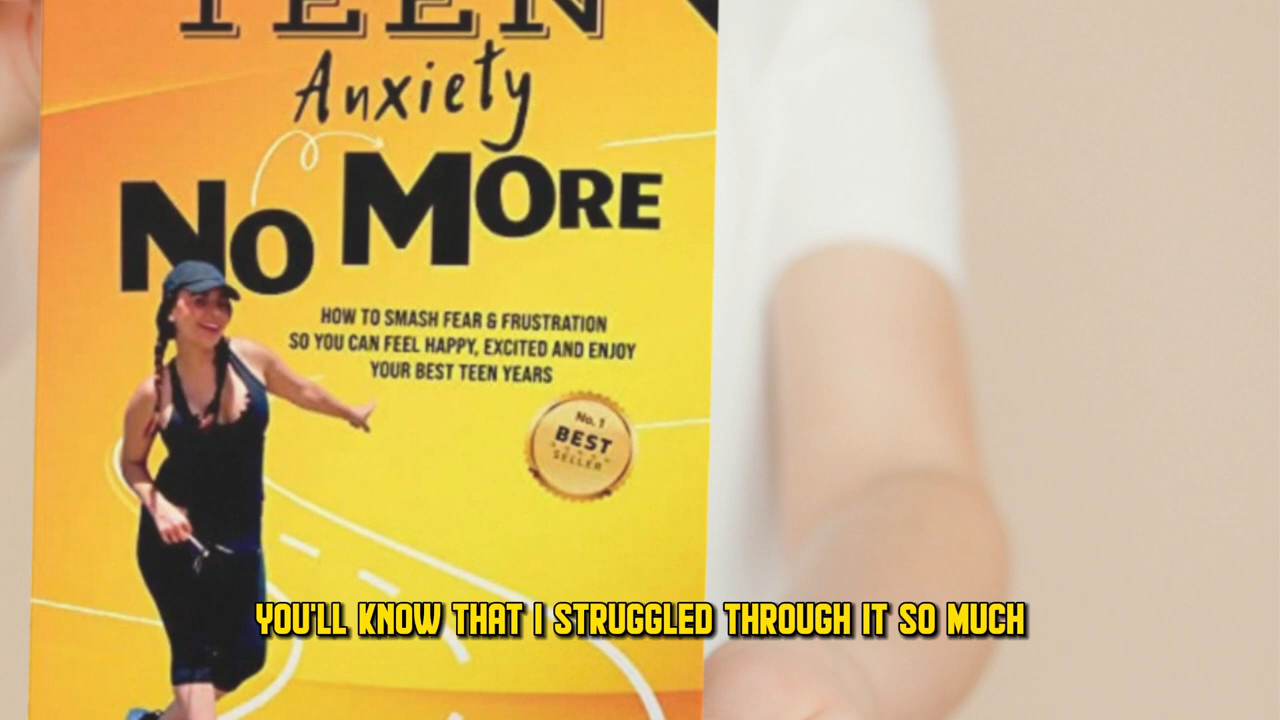 TEEN
Anxiety
NO MORE
HOW TO SMASH FEAR & FRUSTRATION
SO YOU CAN FEEL HAPPY, EXCITED AND ENJOY
YOUR BEST TEEN YEARS
No. 1
BEST
SELLER
YOU'LL KNOW THAT I STRUGGLED THROUGH IT SO MUCH